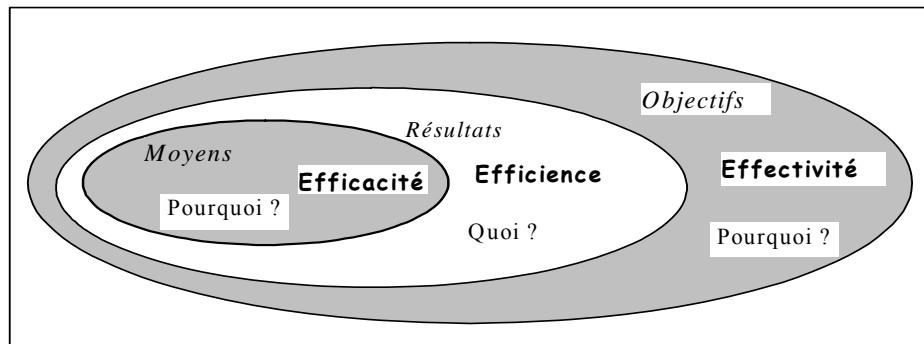 Objectifs
Résultats
Moyens
Efficacité
Efficience
Effectivité
Pourquoi ?
Quoi ?
Pourquoi ?